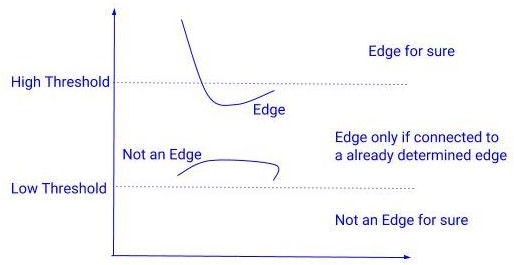 Edge for sure
High Threshold
Edge
Edge only if connected to
a already determined edge
Not an Edge
Low Threshold
Not an Edge for sure